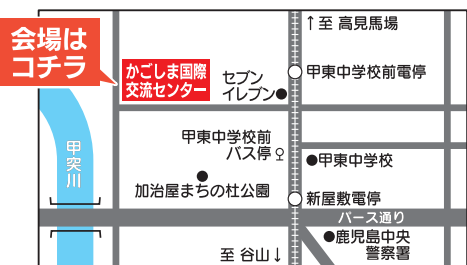 会場は
コチラ
↑至 高見馬場
かごしま国際
交流センター
セブン
イレブン
甲東中学校前電停
甲東中学校前
バス停
甲東中学校
甲突川
加治屋まちの杜公園
新屋敷電停
パース通り
鹿児島中央
警察署
至 谷山↓